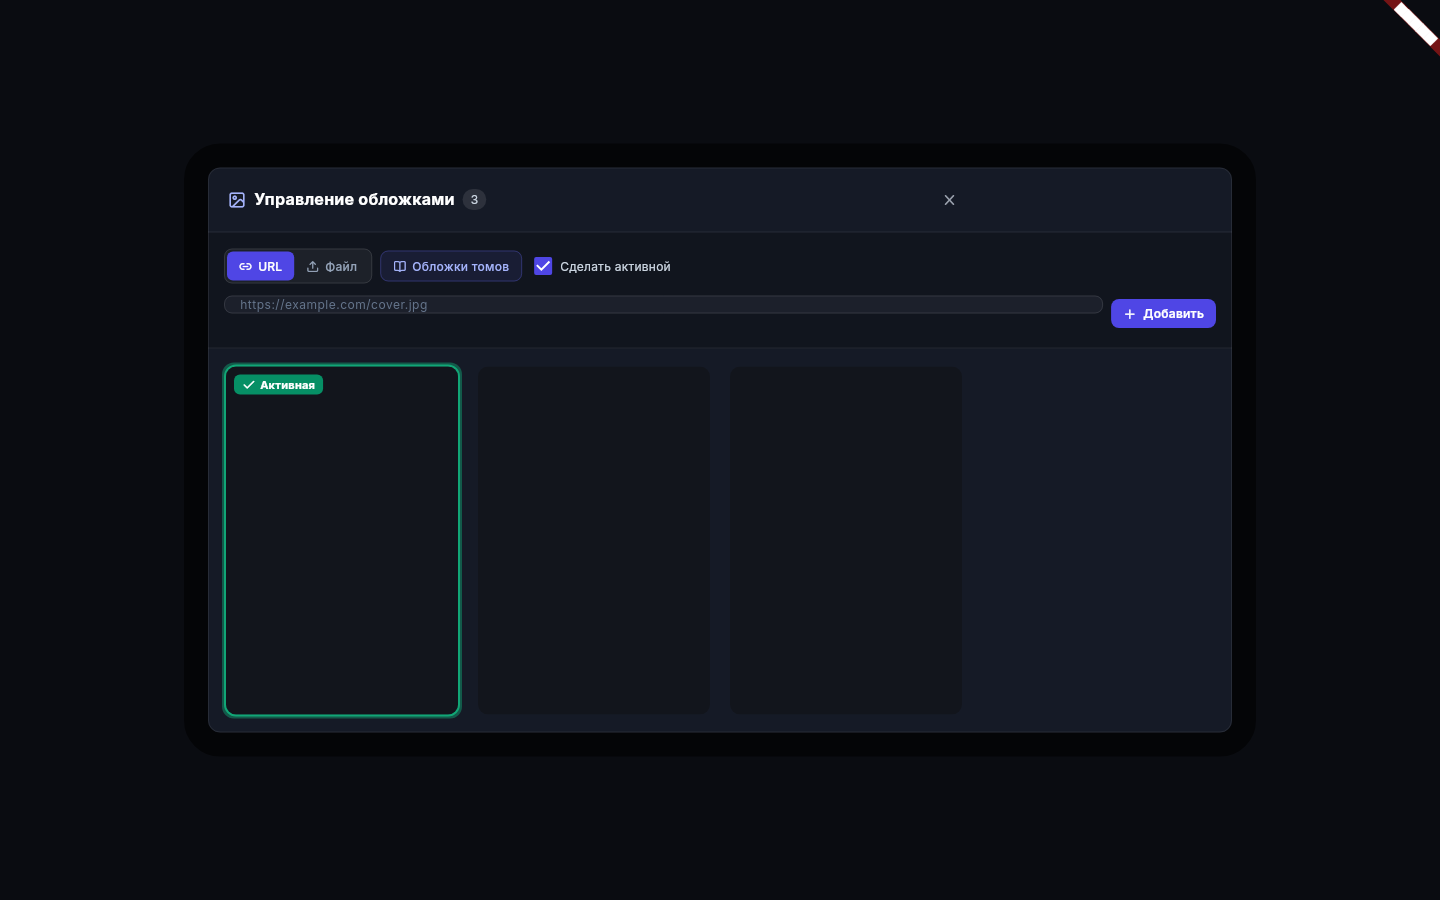 Управление обложками 3
URL Файл Обложки томов Сделать активной
https://example.com/cover.jpg
Добавить
Активная